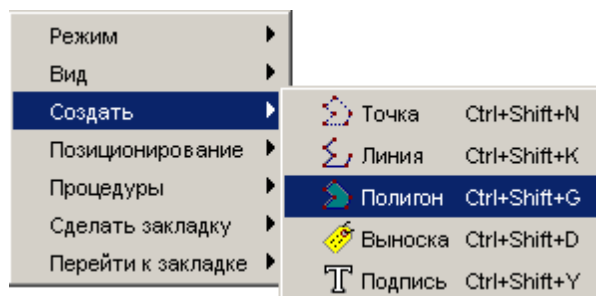 Режим
Вид
Создать
Позиционирование
Процедуры
Сделать закладку
Перейти к закладке
Точка Ctrl+Shift+N
Линия Ctrl+Shift+K
Полигон Ctrl+Shift+G
Выноска Ctrl+Shift+D
Подпись Ctrl+Shift+Y